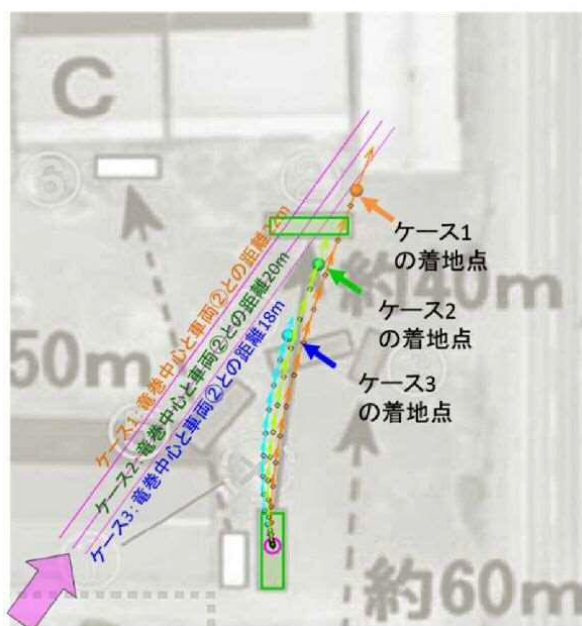 C
⑥
ケース1：竜巻中心と車両②との距離22m
ケース2：竜巻中心と車両②との距離20m
ケース3：竜巻中心と車両②との距離18m
ケース1
の着地点
約40m
ケース2
の着地点
50m
ケース3
の着地点
約60m